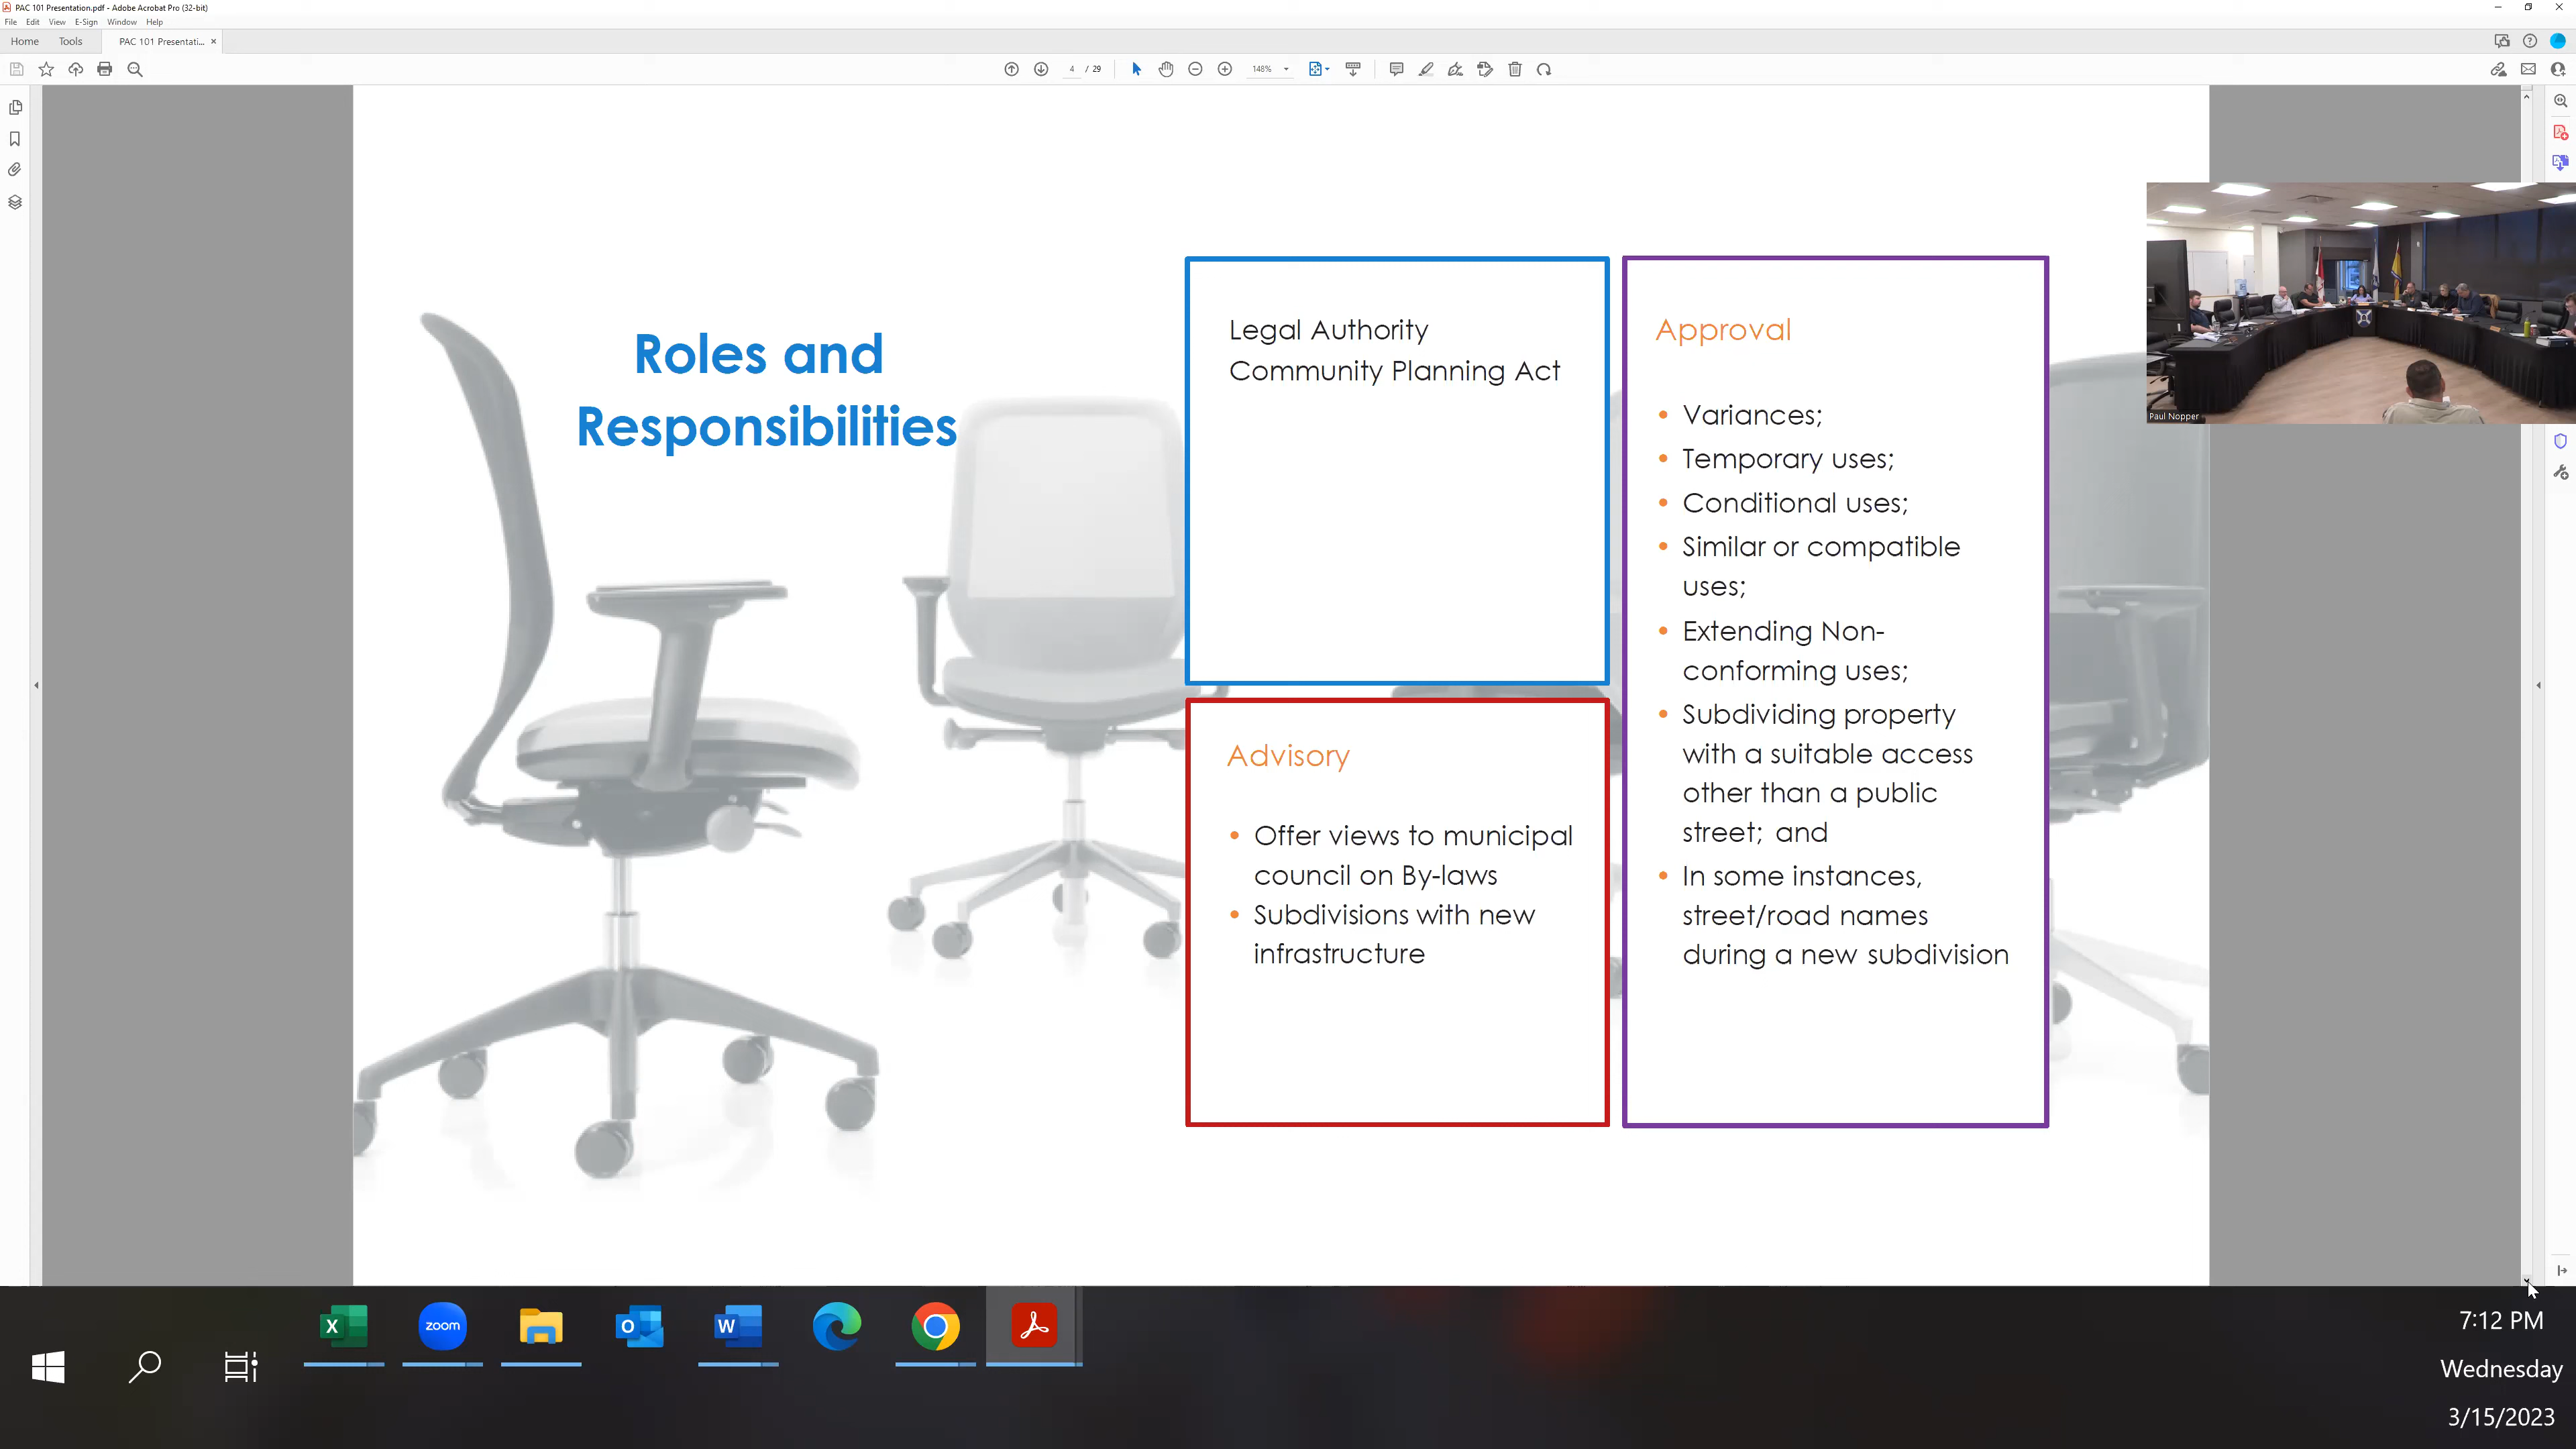 PAC 101 Presentation.pdf - Adobe Acrobat Pro (32-bit)
File Edit View E-Sign Window Help
Home Tools PAC 101 Presentati... ×
4 / 29 148%
Roles and
Responsibilities
Legal Authority
Community Planning Act
Advisory
• Offer views to municipal
council on By-laws
• Subdivisions with new
infrastructure
Approval
• Variances;
• Temporary uses;
• Conditional uses;
• Similar or compatible
uses;
• Extending Non-
conforming uses;
• Subdividing property
with a suitable access
other than a public
street; and
• In some instances,
street/road names
during a new subdivision
Paul Nopper
zoom
7:12 PM
Wednesday
3/15/2023